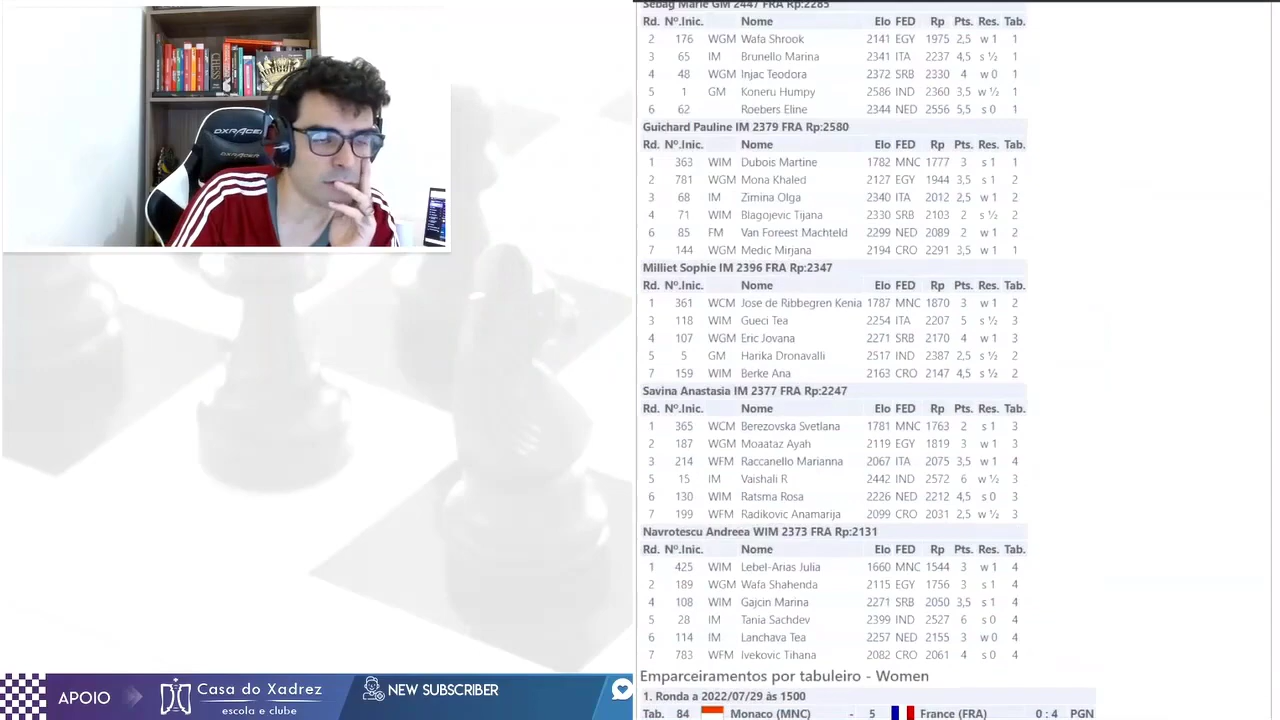 Sebag Marie GM 2447 FRA Rp:2285
Rd. Nº.Inic. Nome Elo FED Rp Pts. Res. Tab.
2 176 WGM Wafa Shrook 2141 EGY 1975 2,5 w 1 1
3 65 IM Brunello Marina 2341 ITA 2237 4,5 s ½ 1
4 48 WGM Injac Teodora 2372 SRB 2330 4 w 0 1
5 1 GM Koneru Humpy 2586 IND 2360 3,5 w ½ 1
6 62 Roebers Eline 2344 NED 2556 5,5 s 0 1
Guichard Pauline IM 2379 FRA Rp:2580
Rd. Nº.Inic. Nome Elo FED Rp Pts. Res. Tab.
1 363 WIM Dubois Martine 1782 MNC 1777 3 s 1 1
2 781 WGM Mona Khaled 2127 EGY 1944 3,5 s 1 2
3 68 IM Zimina Olga 2340 ITA 2012 2,5 w 1 2
4 71 WIM Blagojevic Tijana 2330 SRB 2103 2 s ½ 2
6 85 FM Van Foreest Machteld 2299 NED 2089 2 w 1 2
7 144 WGM Medic Mirjana 2194 CRO 2291 3,5 w 1 1
Milliet Sophie IM 2396 FRA Rp:2347
Rd. Nº.Inic. Nome Elo FED Rp Pts. Res. Tab.
1 361 WCM Jose de Ribbegren Kenia 1787 MNC 1870 3 w 1 2
3 118 WIM Gueci Tea 2254 ITA 2207 5 s ½ 3
4 107 WGM Eric Jovana 2271 SRB 2170 4 w 1 3
5 5 GM Harika Dronavalli 2517 IND 2387 2,5 s ½ 2
7 159 WIM Berke Ana 2163 CRO 2147 4,5 s ½ 2
Savina Anastasia IM 2377 FRA Rp:2247
Rd. Nº.Inic. Nome Elo FED Rp Pts. Res. Tab.
1 365 WCM Berezovska Svetlana 1781 MNC 1763 2 s 1 3
2 187 WGM Moaataz Ayah 2119 EGY 1819 3 w 1 3
3 214 WFM Raccanello Marianna 2067 ITA 2075 3,5 w 1 4
5 15 IM Vaishali R 2442 IND 2572 6 w ½ 3
6 130 WIM Ratsma Rosa 2226 NED 2212 4,5 s 0 3
7 199 WFM Radikovic Anamarija 2099 CRO 2031 2,5 w ½ 3
Navrotescu Andreea WIM 2373 FRA Rp:2131
Rd. Nº.Inic. Nome Elo FED Rp Pts. Res. Tab.
1 425 WIM Lebel-Arias Julia 1660 MNC 1544 3 w 1 4
2 189 WGM Wafa Shahenda 2115 EGY 1756 3 s 1 4
4 108 WIM Gajcin Marina 2271 SRB 2050 3,5 s 1 4
5 28 IM Tania Sachdev 2399 IND 2527 6 s 0 4
6 114 IM Lanchava Tea 2257 NED 2155 3 w 0 4
7 783 WFM Ivekovic Tihana 2082 CRO 2061 4 s 0 4
Emparceiramentos por tabuleiro - Women
1. Ronda a 2022/07/29 às 1500
Tab. 84 Monaco (MNC) - 5 France (FRA) 0 : 4 PGN
CHESS
DXRACER
APOIO
Casa do Xadrez
escola e clube
NEW SUBSCRIBER